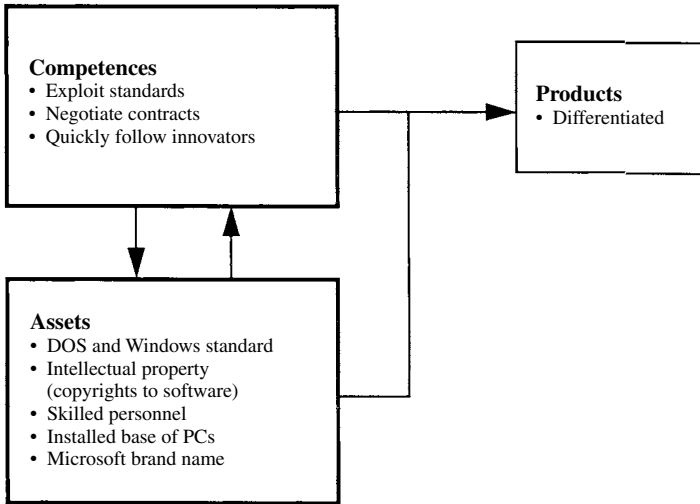 Competences
• Exploit standards
• Negotiate contracts
• Quickly follow innovators
Products
• Differentiated
Assets
• DOS and Windows standard
• Intellectual property
(copyrights to software)
• Skilled personnel
• Installed base of PCs
• Microsoft brand name